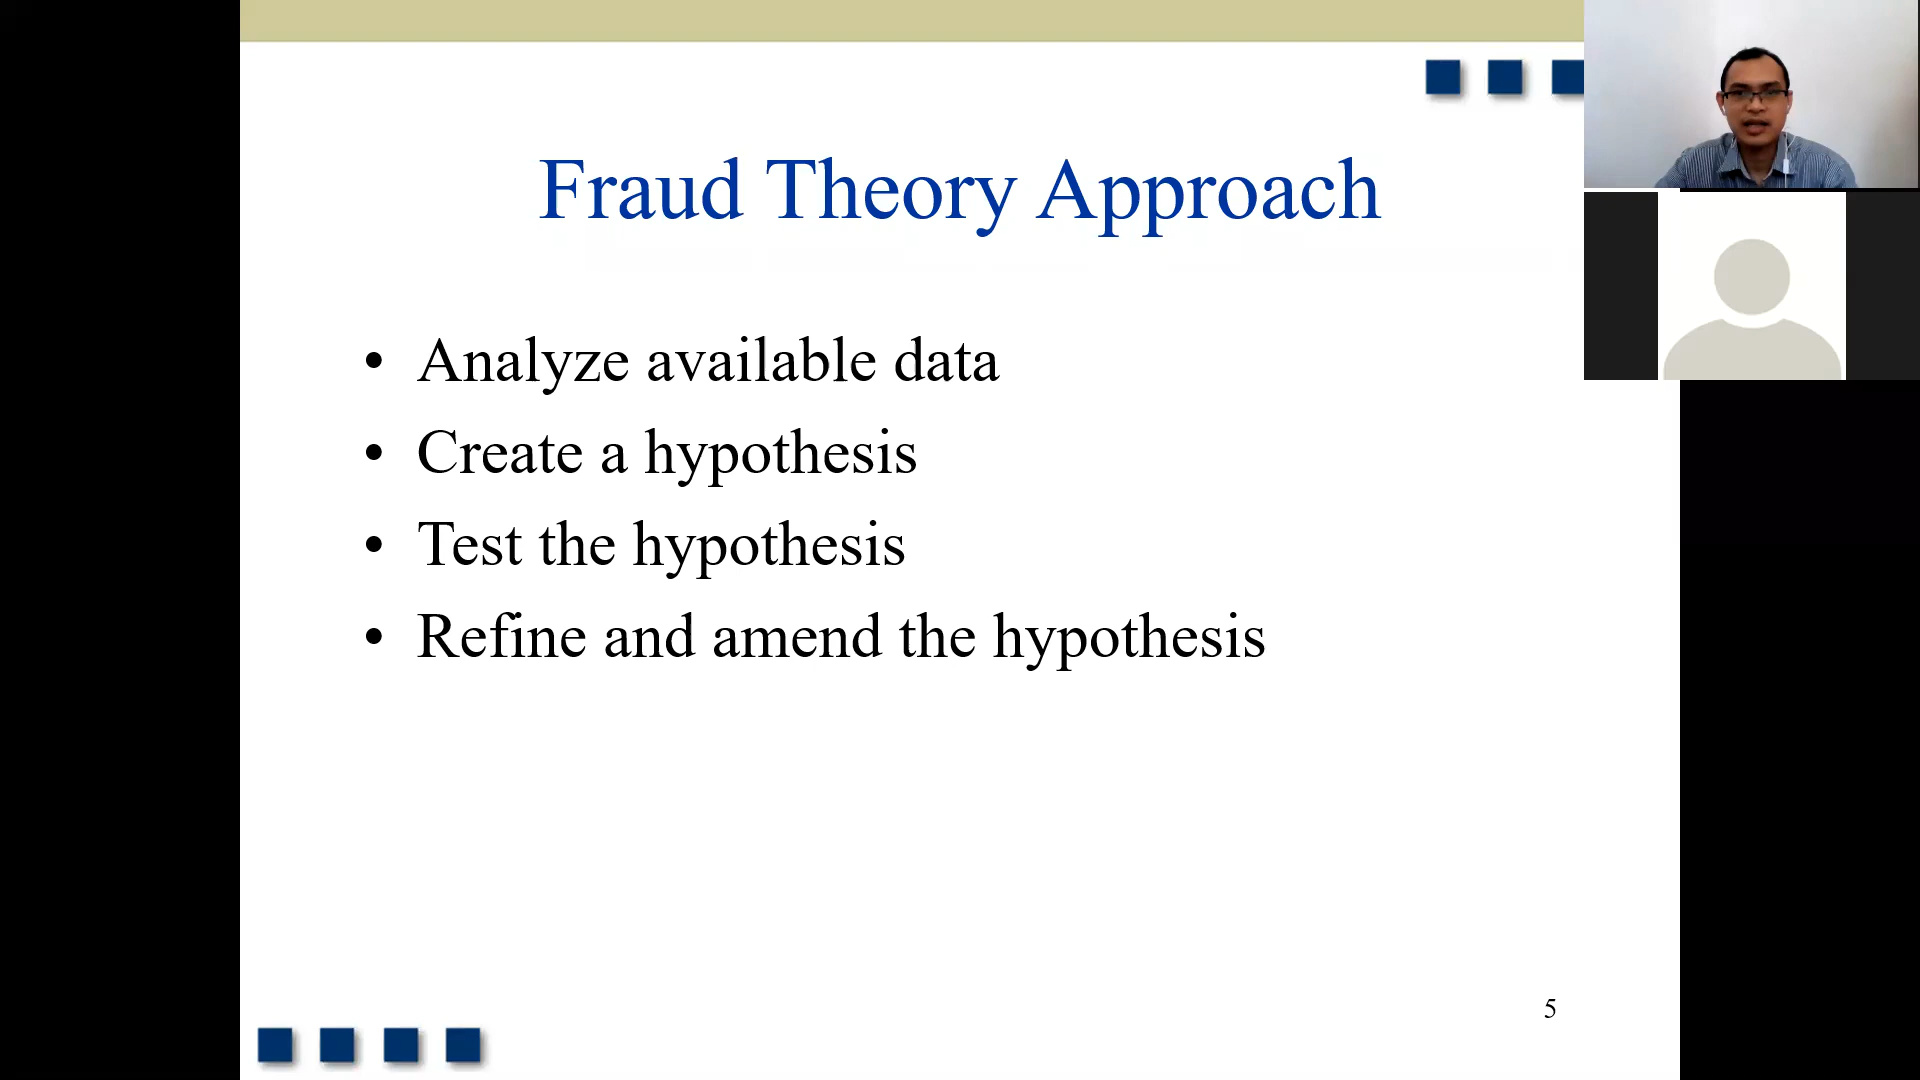 Fraud Theory Approach
• Analyze available data
• Create a hypothesis
• Test the hypothesis
• Refine and amend the hypothesis
5